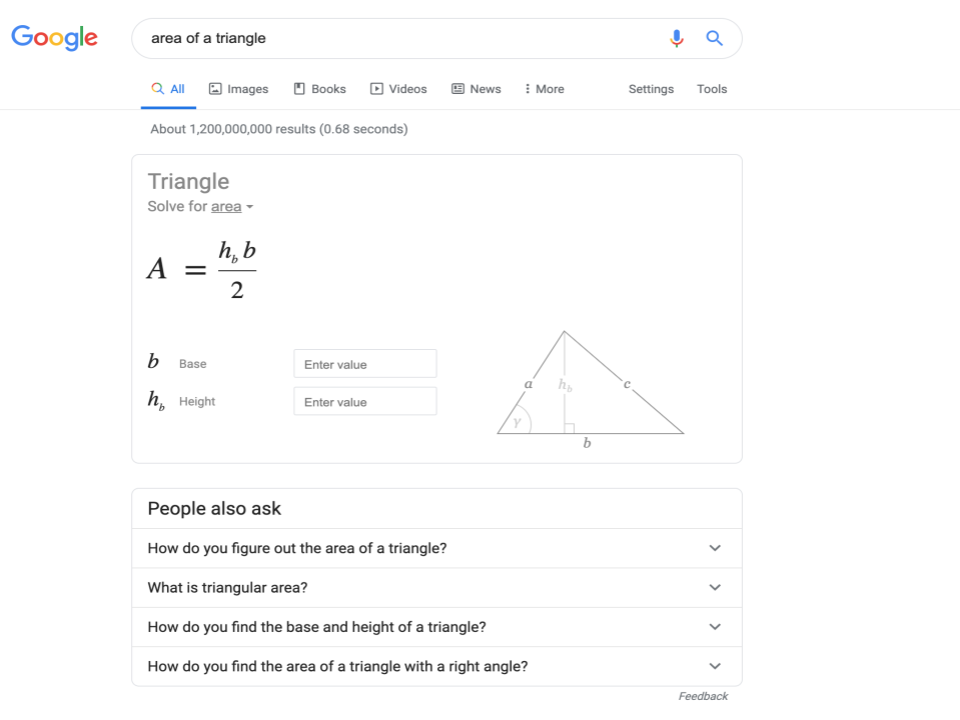 Google
area of a triangle
All Images Books Videos News More Settings Tools
About 1,200,000,000 results (0.68 seconds)
Triangle
Solve for area
A = h_b b / 2
b Base Enter value
h_b Height Enter value
a h_b c
γ
b
People also ask
How do you figure out the area of a triangle?
What is triangular area?
How do you find the base and height of a triangle?
How do you find the area of a triangle with a right angle?
Feedback